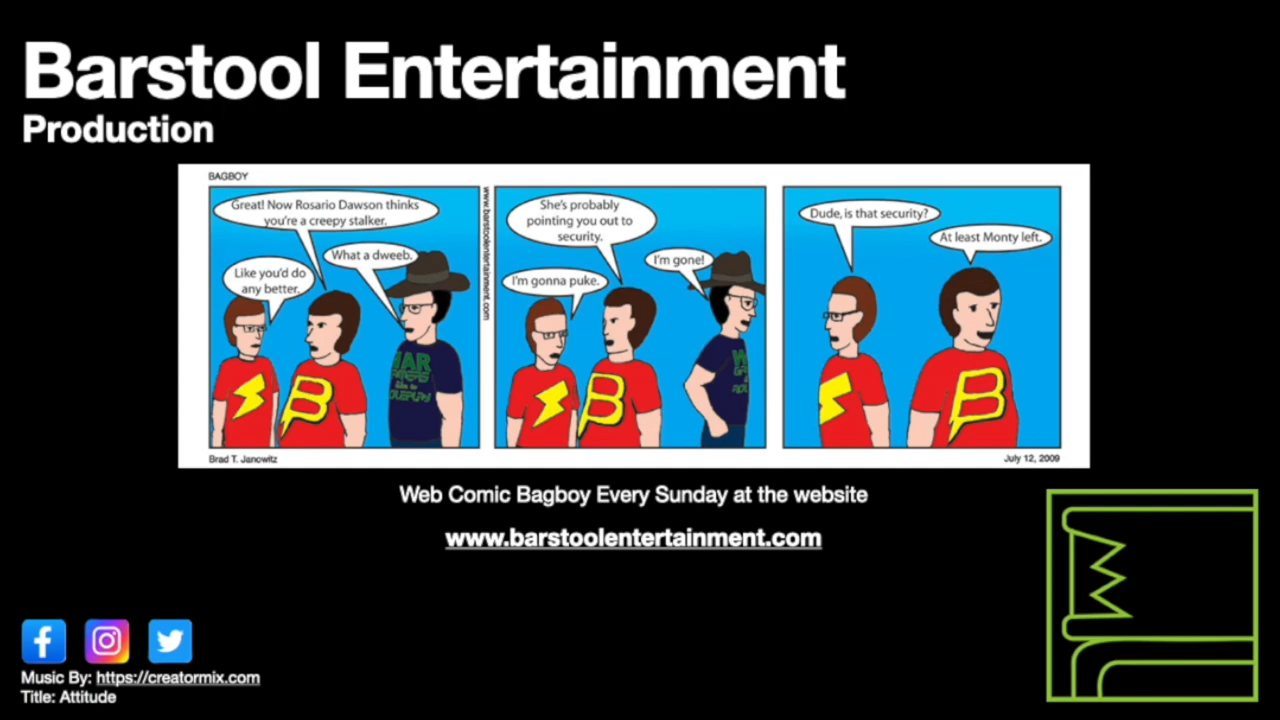 Barstool Entertainment
Production
BAGBOY
Great! Now Rosario Dawson thinks
you're a creepy stalker.
What a dweeb.
Like you'd do
any better.
www.barstoolentertainment.com
She's probably
pointing you out to
security.
I'm gonna puke.
I'm gone!
Dude, is that security?
At least Monty left.
Brad T. Janowitz
July 12, 2009
Web Comic Bagboy Every Sunday at the website
www.barstoolentertainment.com
Music By: https://creatormix.com
Title: Attitude